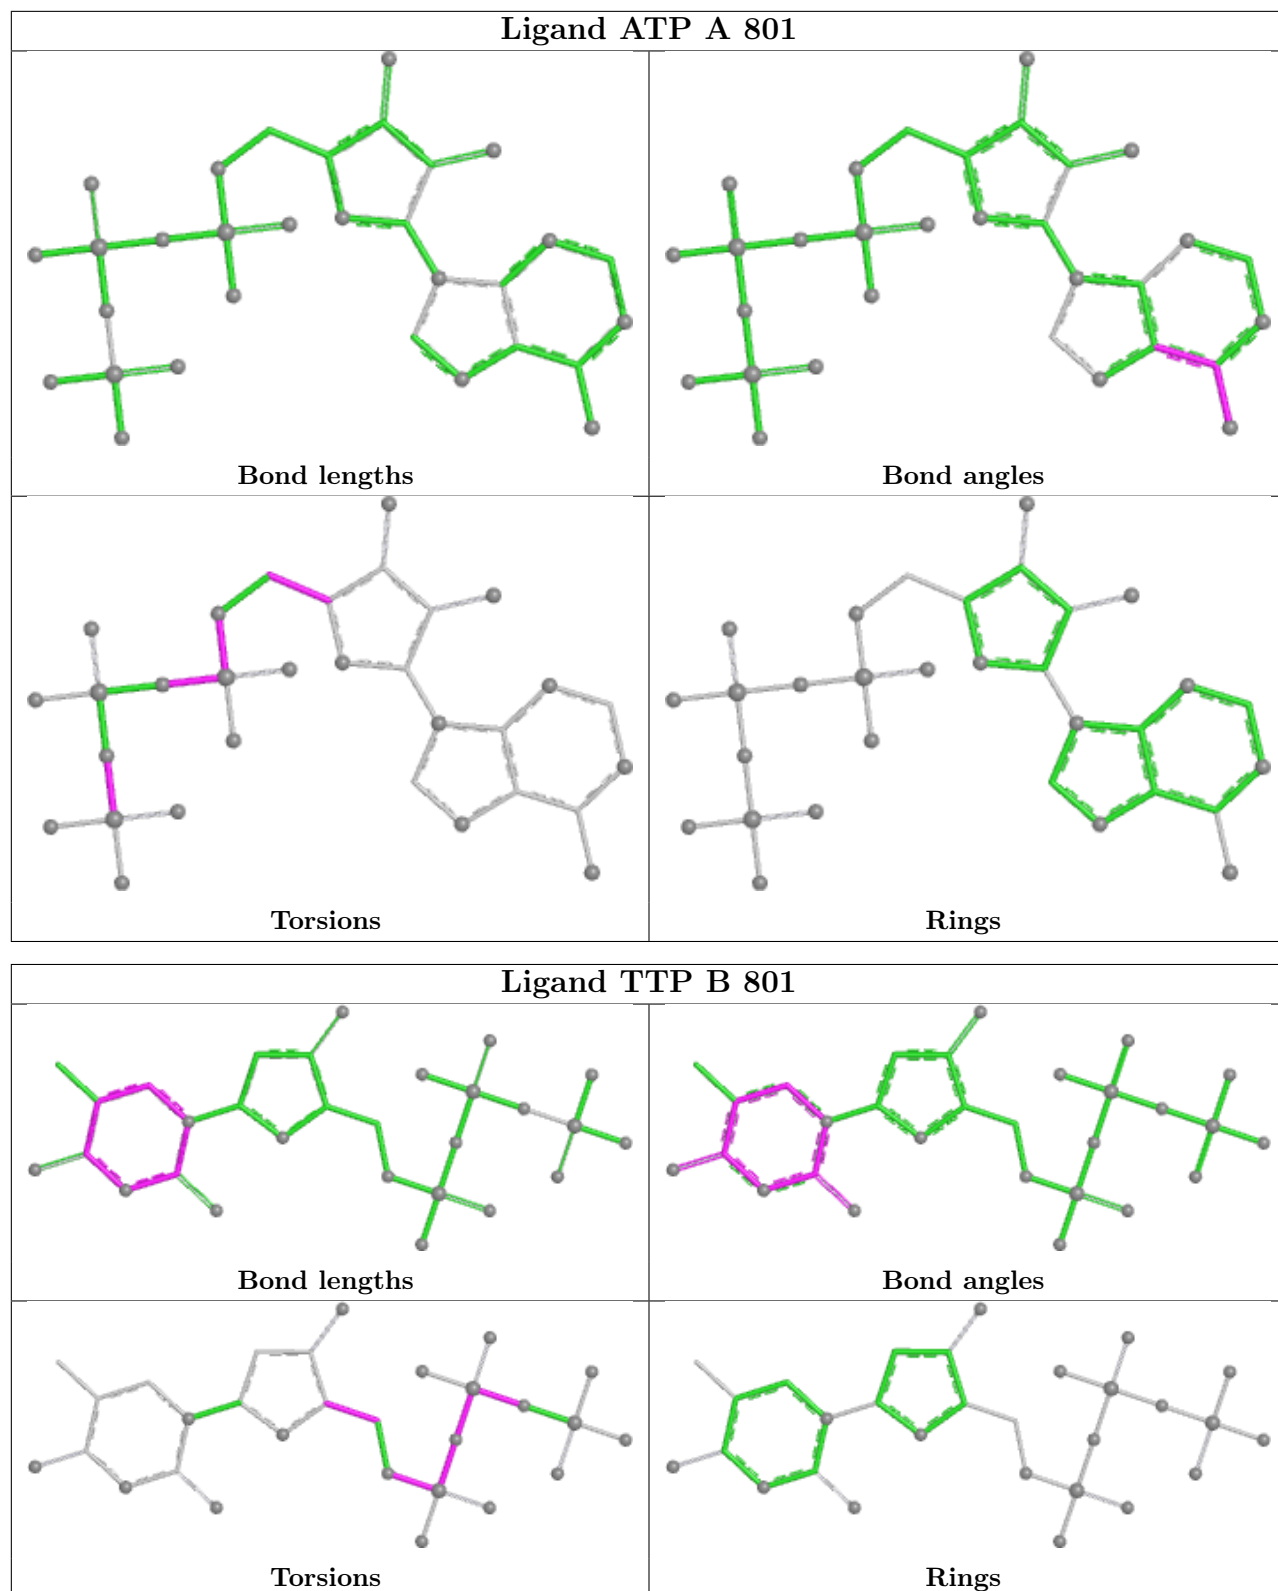 Ligand ATP A 801
Bond lengths
Bond angles
Torsions
Rings
Ligand TTP B 801
Bond lengths
Bond angles
Torsions
Rings